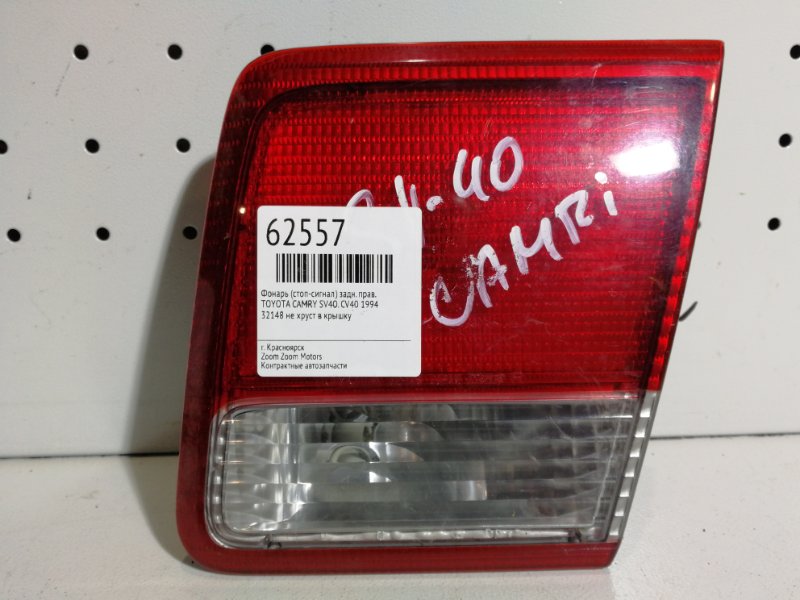 -40
CAMRi
62557
Фонарь (стоп-сигнал) задн. прав.
TOYOTA CAMRY SV40. CV40 1994
32148 не хруст в крышку
г. Красноярск
Zoom Zoom Motors
Контрактные автозапчасти